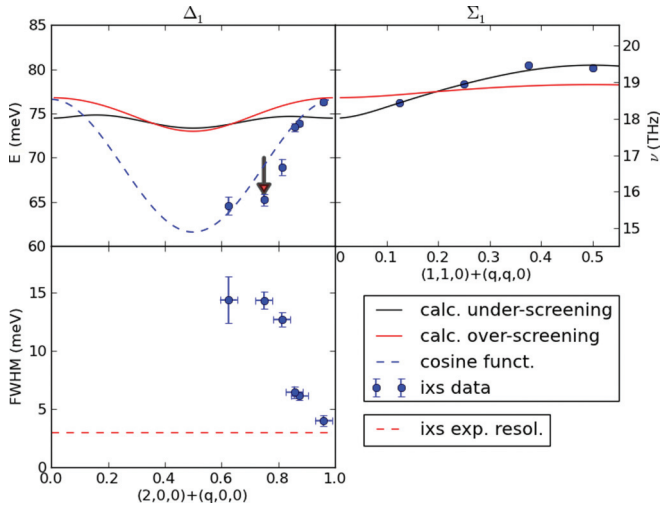 Δ₁ Σ₁
85
80
75
70
65
60
E (meV)
20
19
18
17
16
15
ν (THz)
0 0.1 0.2 0.3 0.4 0.5
(1,1,0)+(q,q,0)
15
10
5
0
FWHM (meV)
0.0 0.2 0.4 0.6 0.8 1.0
(2,0,0)+(q,0,0)
calc. under-screening
calc. over-screening
cosine funct.
ixs data
ixs exp. resol.